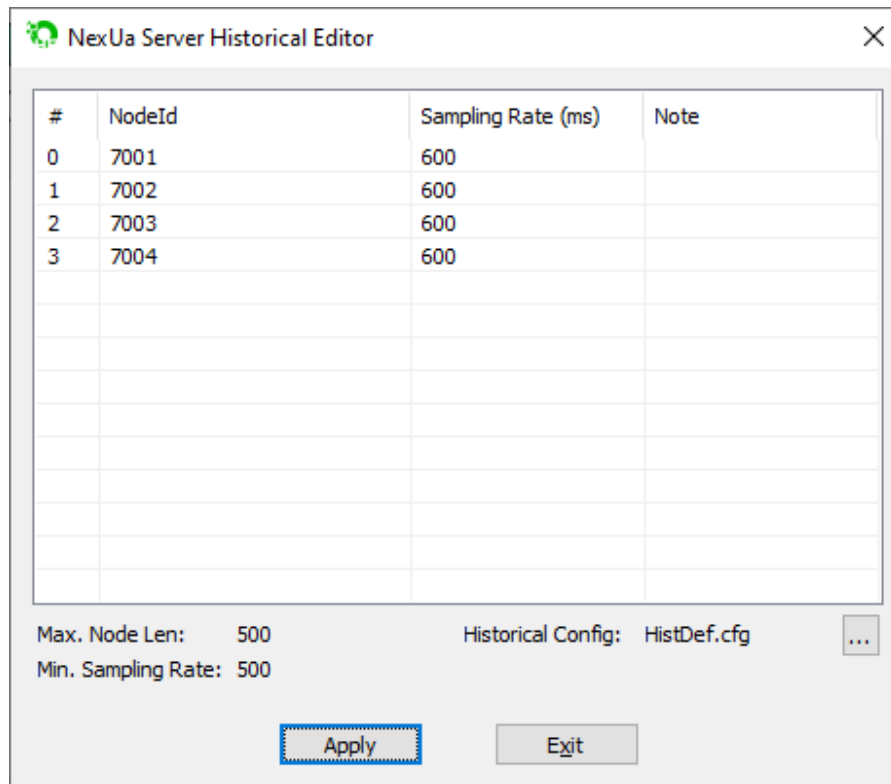 NexUa Server Historical Editor
# NodeId Sampling Rate (ms) Note
0 7001 600
1 7002 600
2 7003 600
3 7004 600
Max. Node Len: 500 Historical Config: HistDef.cfg ...
Min. Sampling Rate: 500
Apply Exit